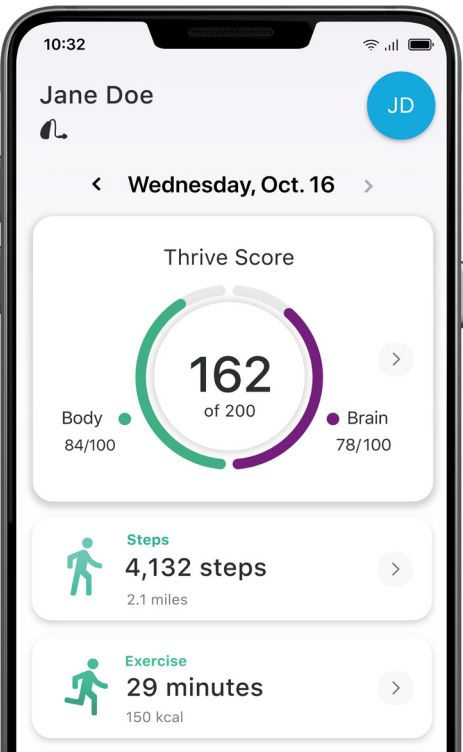 10:32
Jane Doe
JD
Wednesday, Oct. 16
Thrive Score
162
of 200
Body
84/100
Brain
78/100
Steps
4,132 steps
2.1 miles
Exercise
29 minutes
150 kcal